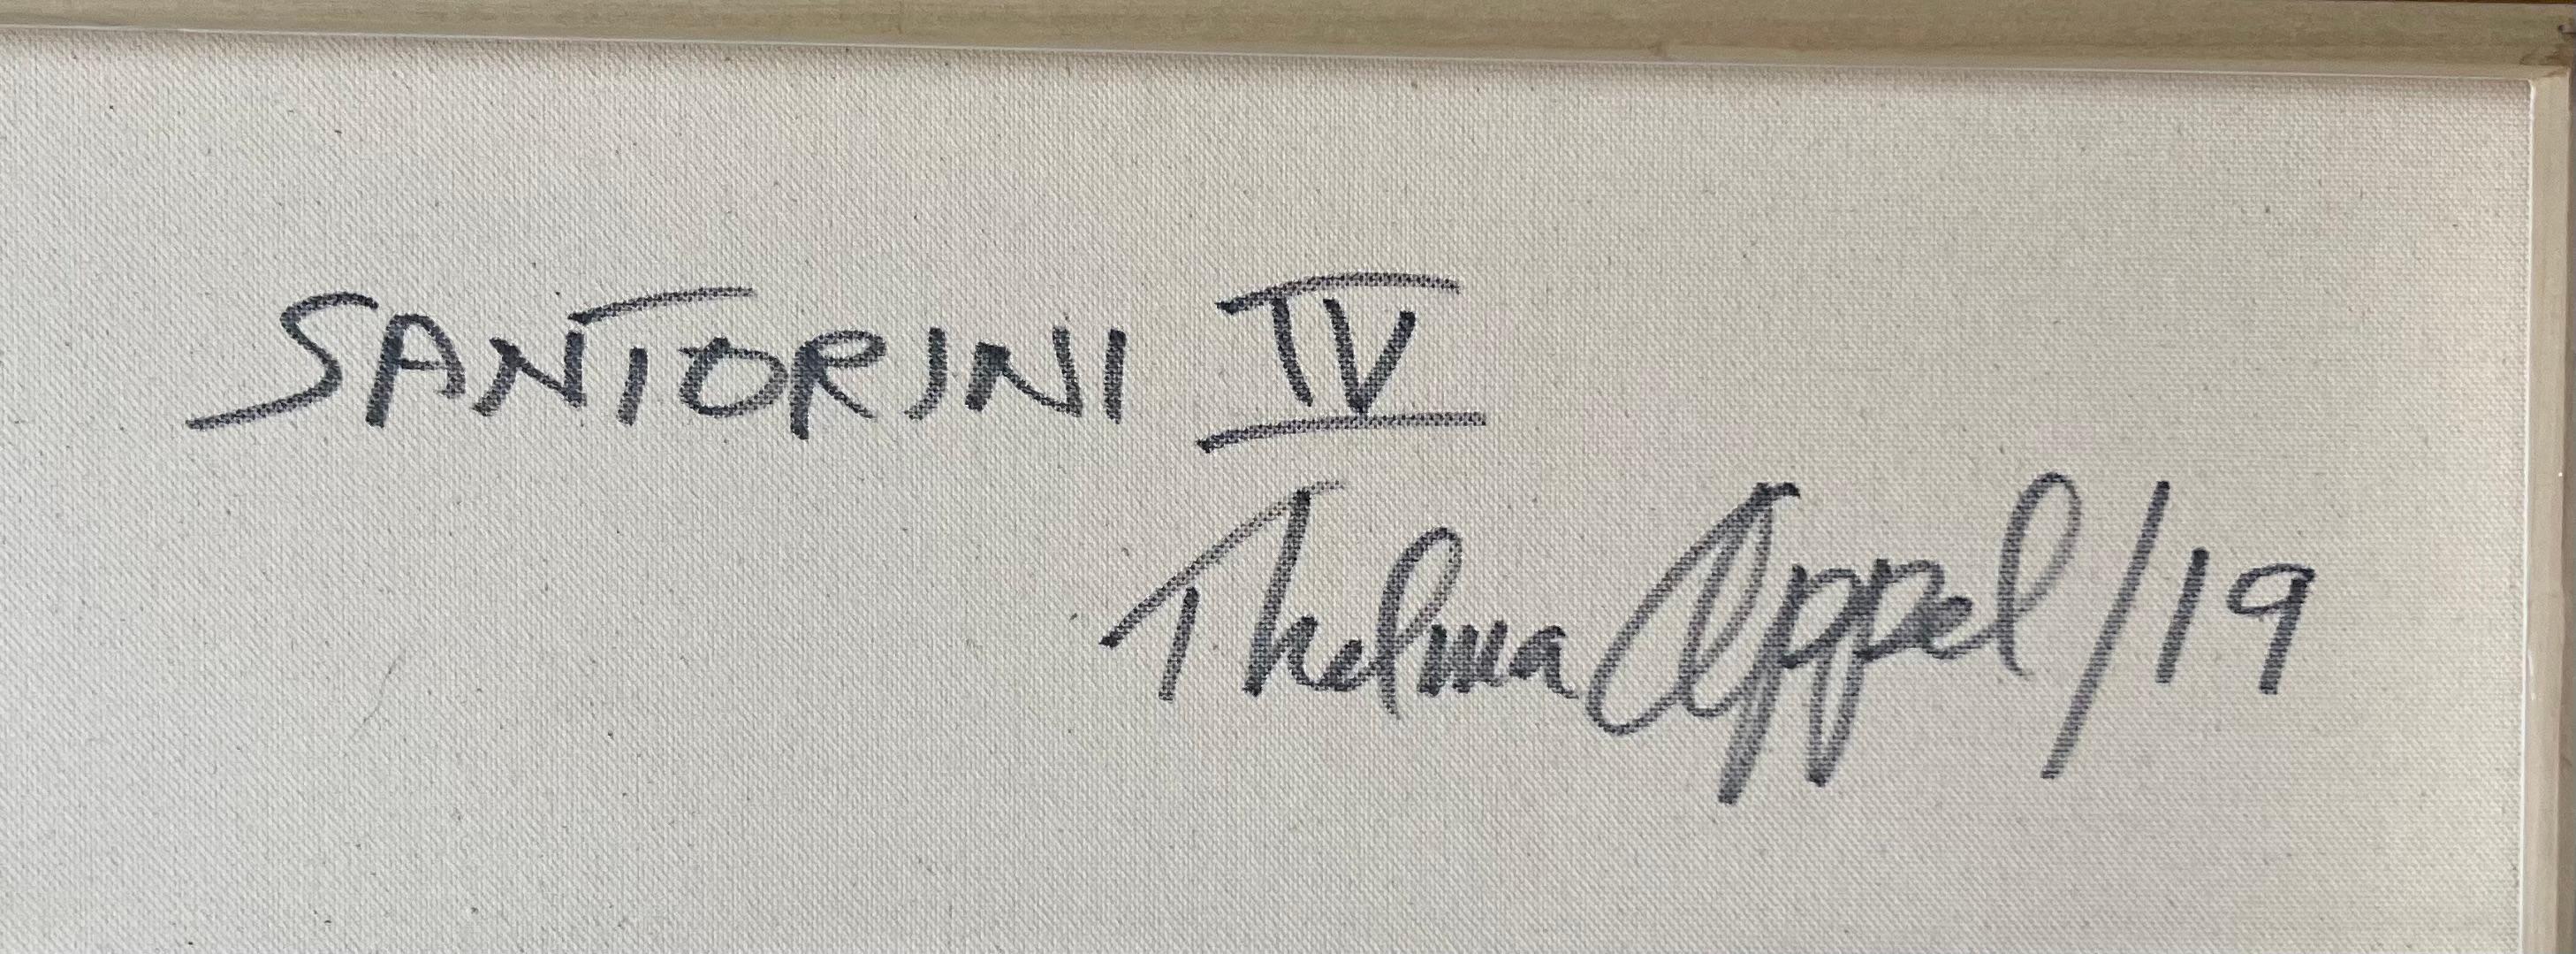 SANTORINI IV
Thelma Appel/19